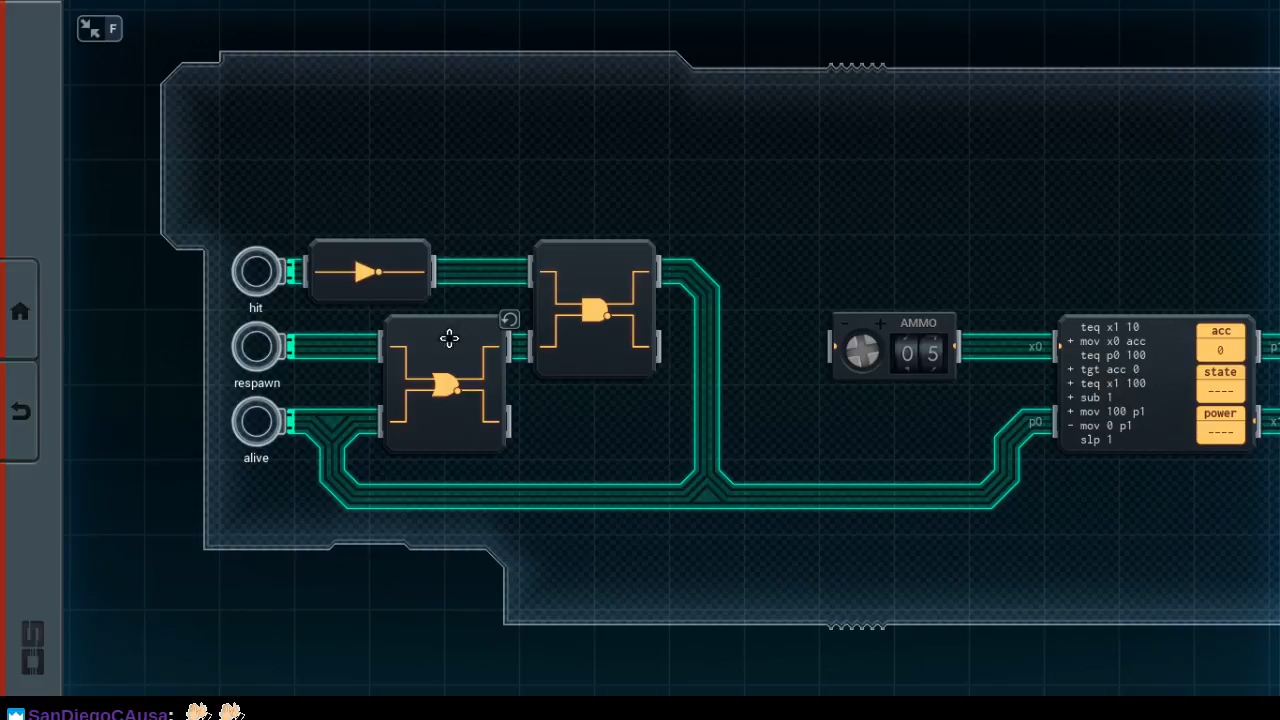 F
hit
respawn
alive
- + AMMO
0 5
x0
p0
teq x1 10
+ mov x0 acc
teq p0 100
+ tgt acc 0
+ teq x1 100
+ sub 1
+ mov 100 p1
- mov 0 p1
slp 1
acc
0
state
----
power
----
SanDiegoCAusa: